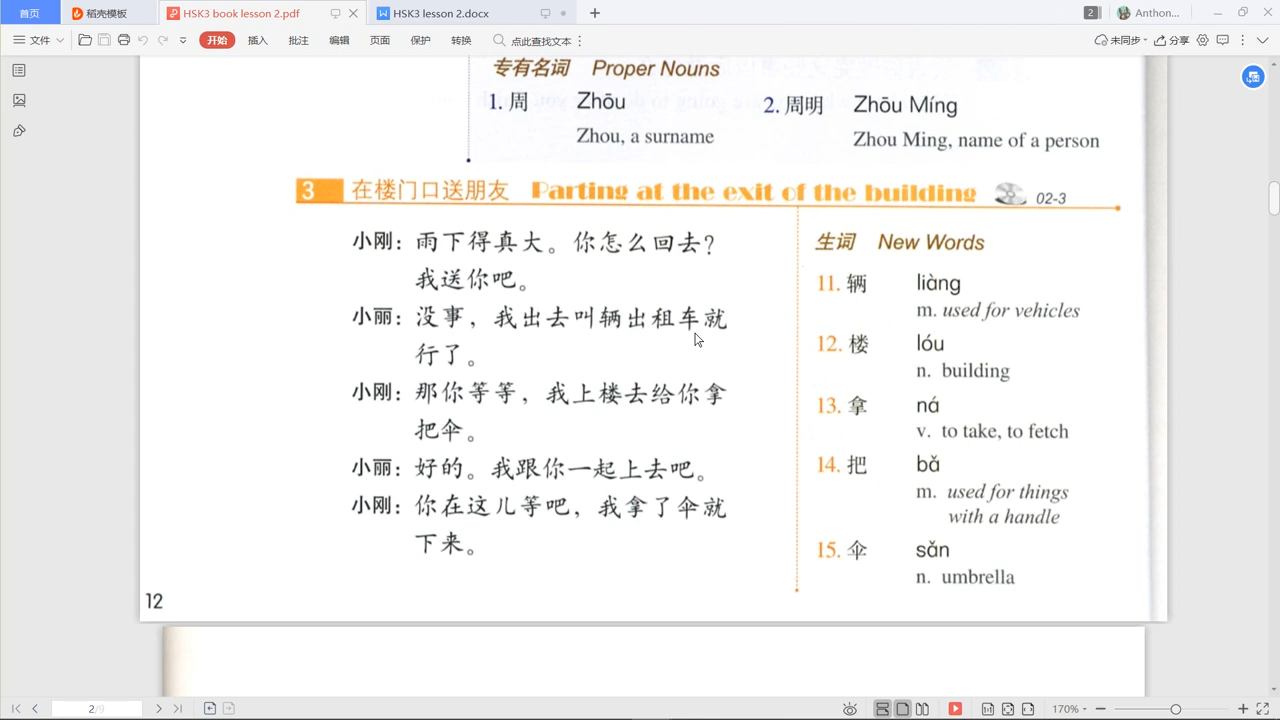 首页 稻壳模板 HSK3 book lesson 2.pdf HSK3 lesson 2.docx 2 Anthon...
文件 开始 插入 批注 编辑 页面 保护 转换 点此查找文本 未同步 分享
专有名词 Proper Nouns
1. 周 Zhōu 2. 周明 Zhōu Míng
Zhou, a surname Zhou Ming, name of a person
3 在楼门口送朋友 Parting at the exit of the building 02-3
小刚：雨下得真大。你怎么回去？
我送你吧。
小丽：没事，我出去叫辆出租车就
行了。
小刚：那你等等，我上楼去给你拿
把伞。
小丽：好的。我跟你一起上去吧。
小刚：你在这儿等吧，我拿了伞就
下来。
生词 New Words
11. 辆 liàng
m. used for vehicles
12. 楼 lóu
n. building
13. 拿 ná
v. to take, to fetch
14. 把 bǎ
m. used for things
with a handle
15. 伞 sǎn
n. umbrella
12
2/9 170%